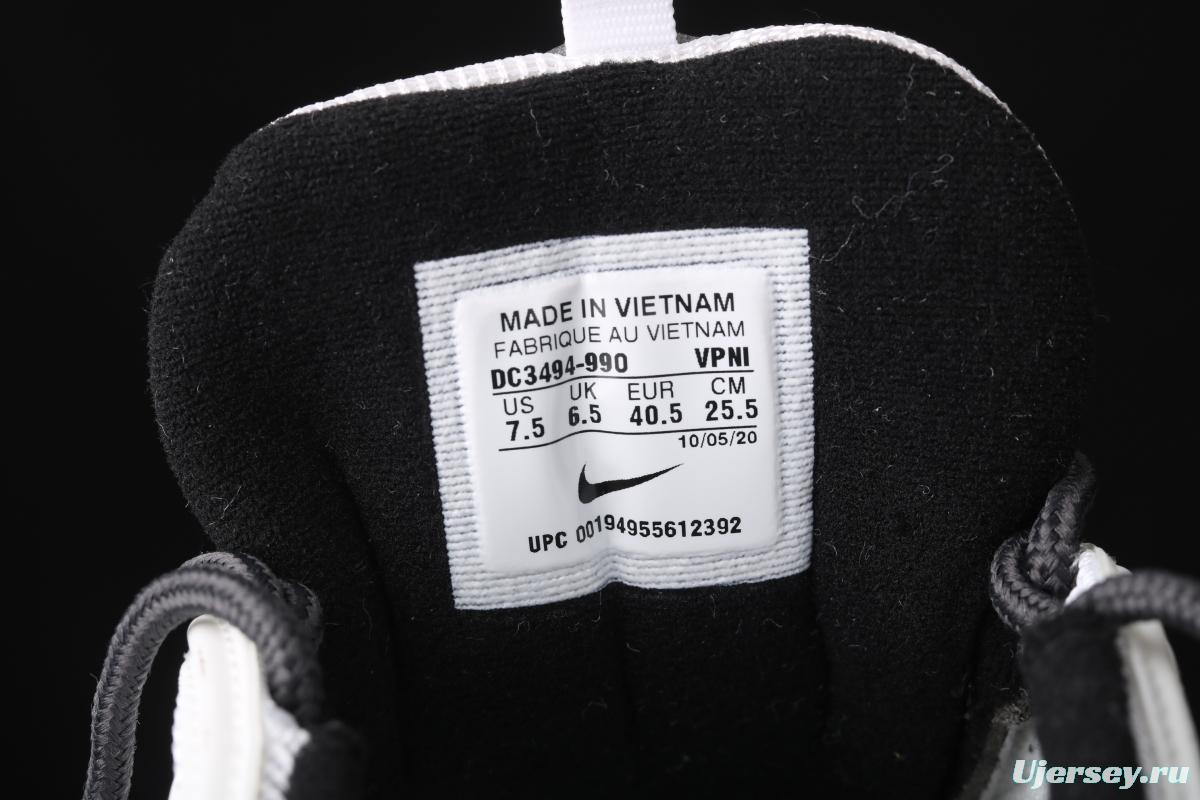 MADE IN VIETNAM
FABRIQUE AU VIETNAM
DC3494-990 VPNI
US UK EUR CM
7.5 6.5 40.5 25.5
10/05/20
UPC 00194955612392
Ujersey.ru